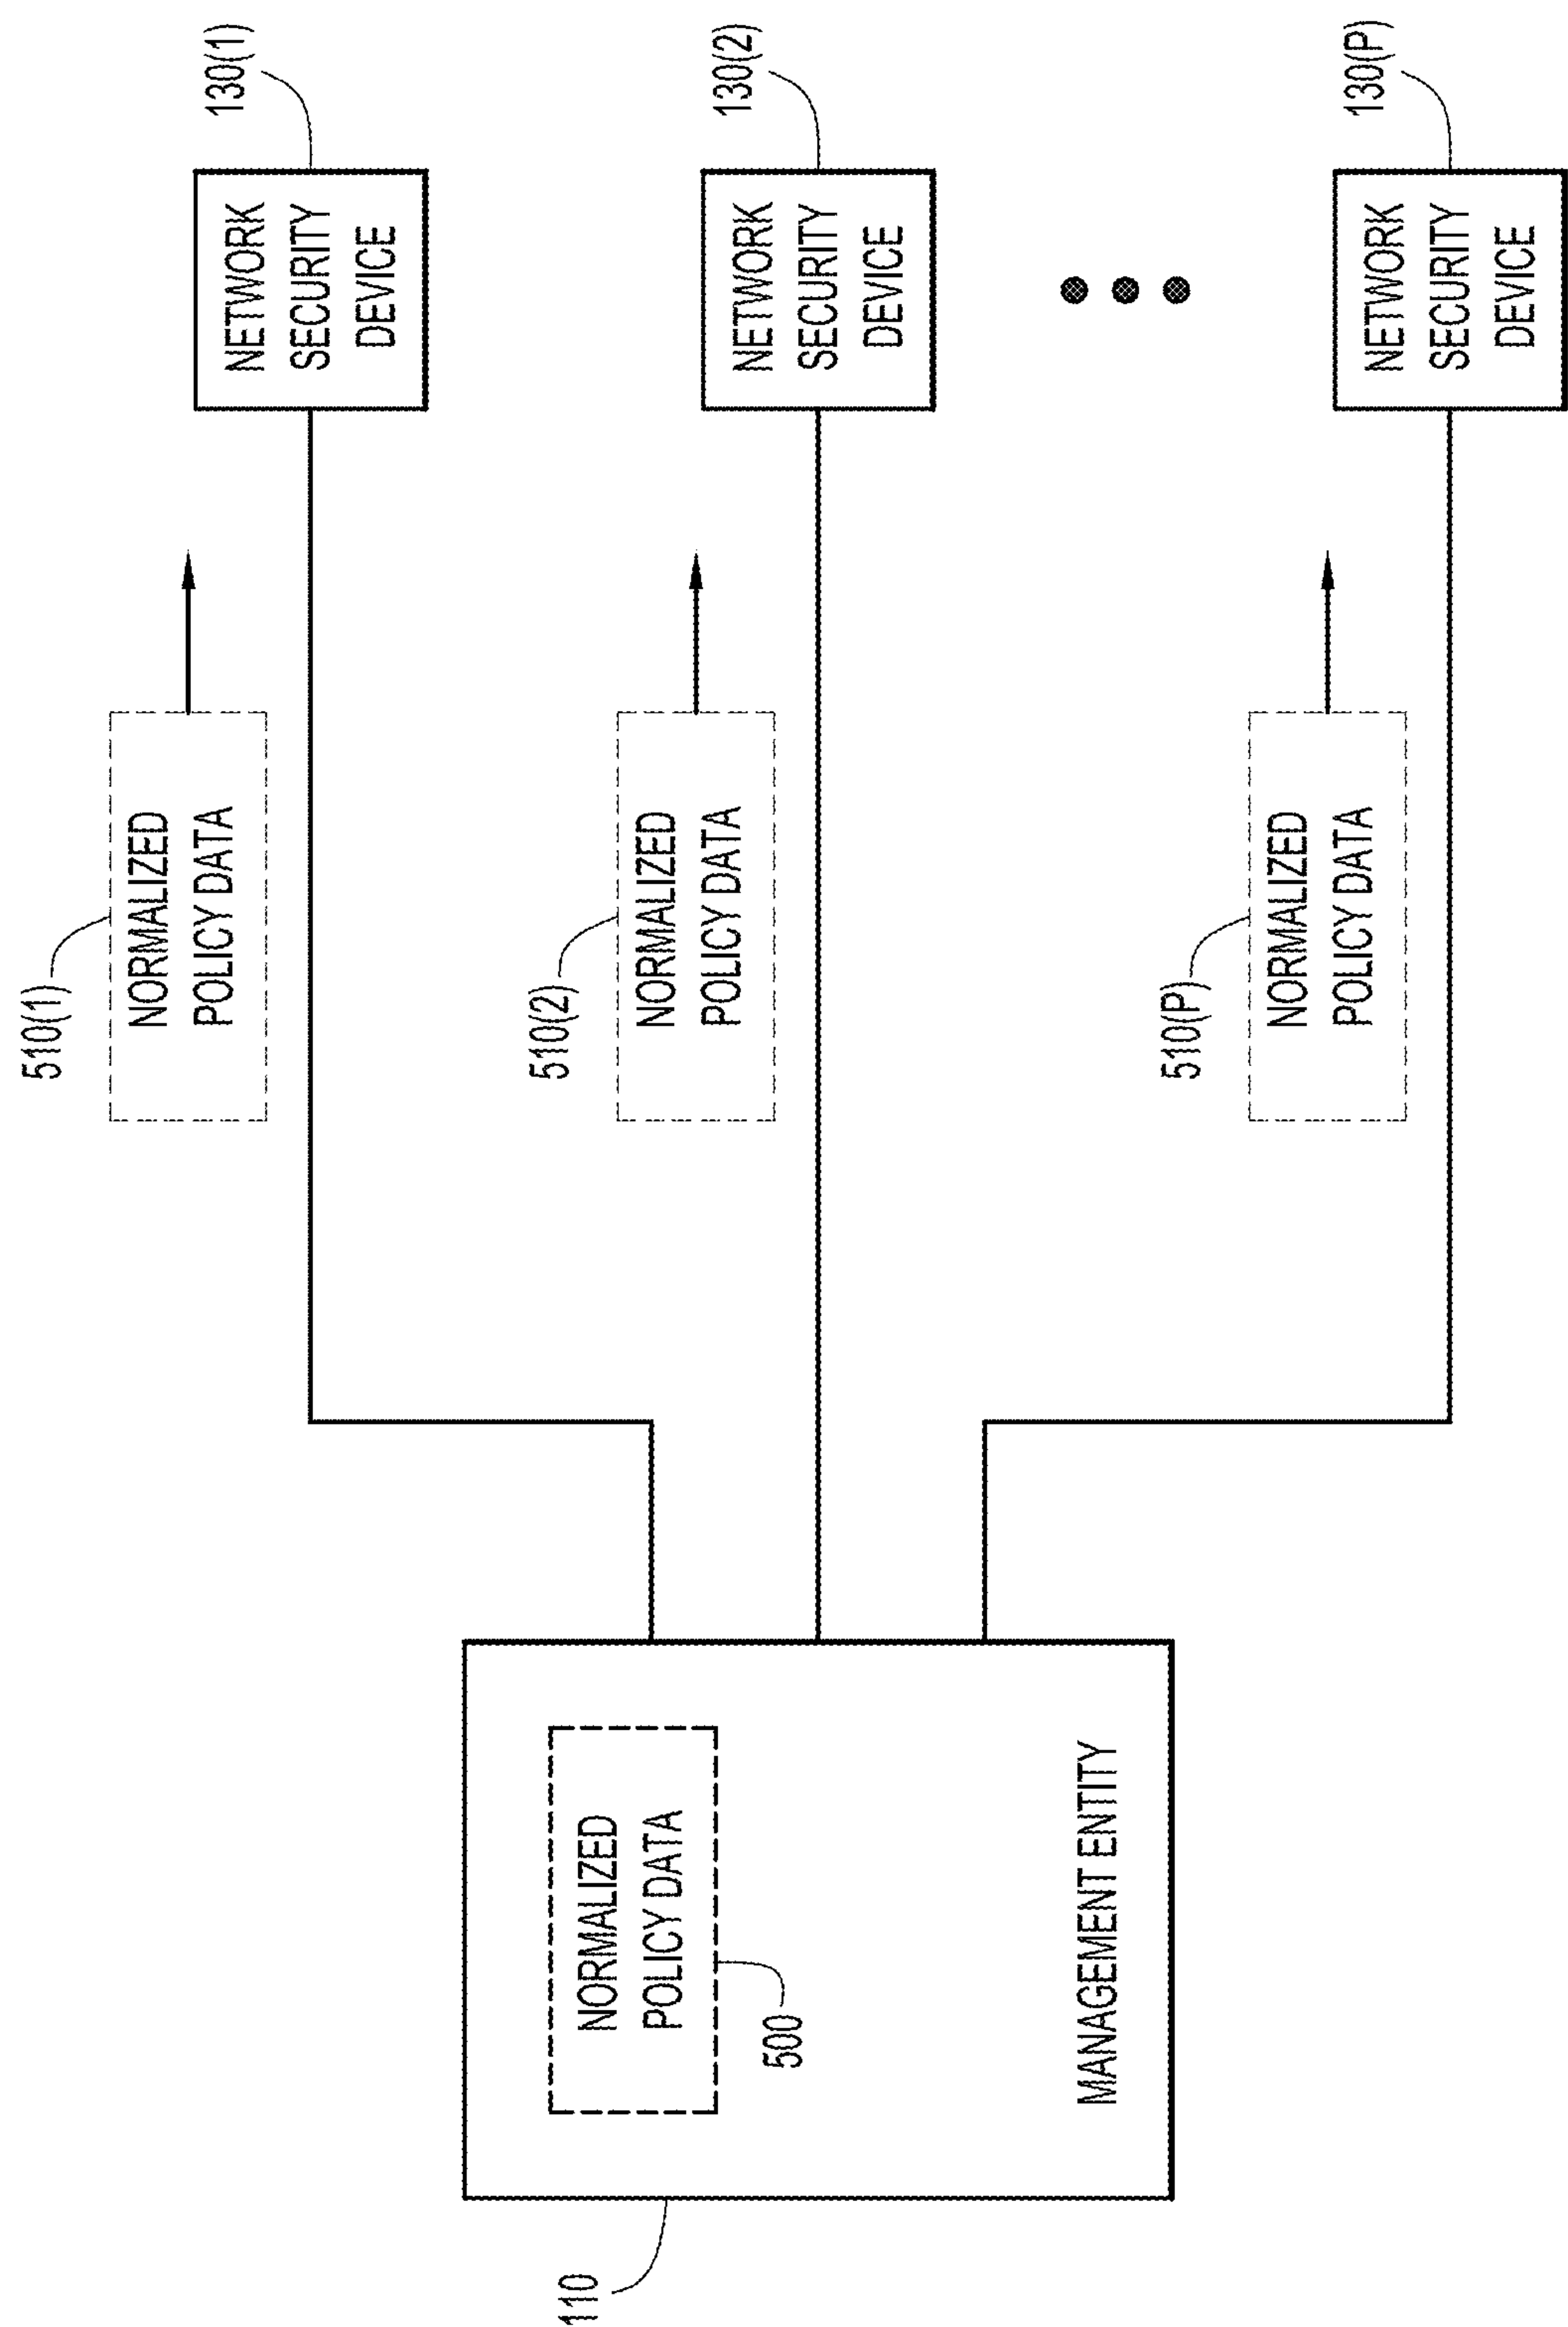 510(1)
NORMALIZED
POLICY DATA
130(1)
NETWORK
SECURITY
DEVICE
510(2)
NORMALIZED
POLICY DATA
130(2)
NETWORK
SECURITY
DEVICE
110
NORMALIZED
POLICY DATA
500
MANAGEMENT ENTITY
510(P)
NORMALIZED
POLICY DATA
130(P)
NETWORK
SECURITY
DEVICE